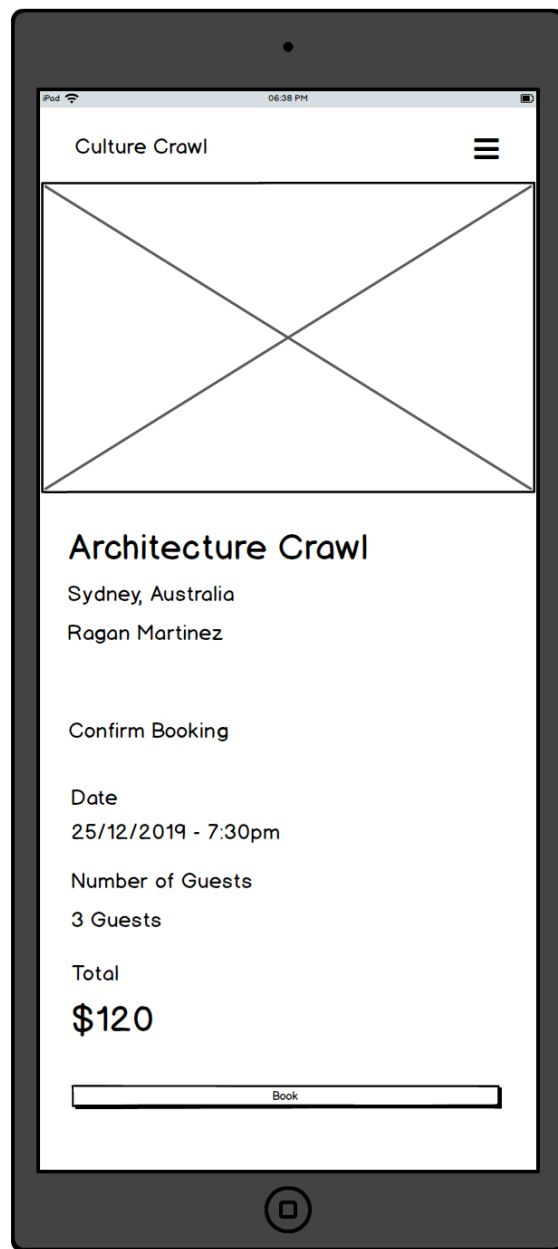 iPad 06:38 PM
Culture Crawl
Architecture Crawl
Sydney, Australia
Ragan Martinez
Confirm Booking
Date
25/12/2019 - 7:30pm
Number of Guests
3 Guests
Total
$120
Book